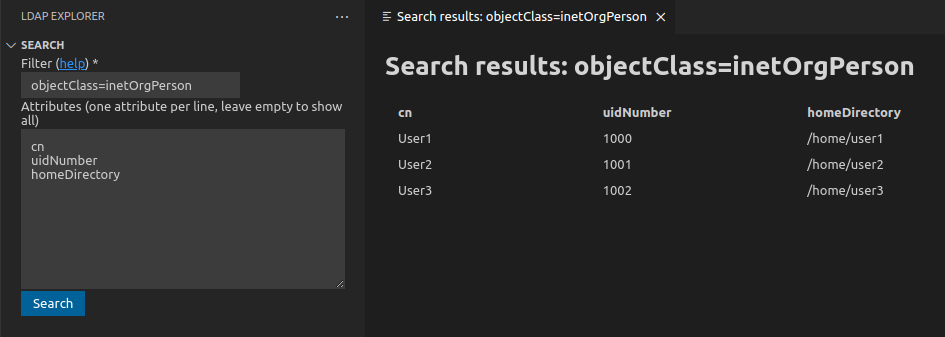 LDAP EXPLORER
SEARCH
Filter (help) *
objectClass=inetOrgPerson
Attributes (one attribute per line, leave empty to show
all)
cn
uidNumber
homeDirectory
Search
Search results: objectClass=inetOrgPerson
Search results: objectClass=inetOrgPerson
cn uidNumber homeDirectory
User1 1000 /home/user1
User2 1001 /home/user2
User3 1002 /home/user3